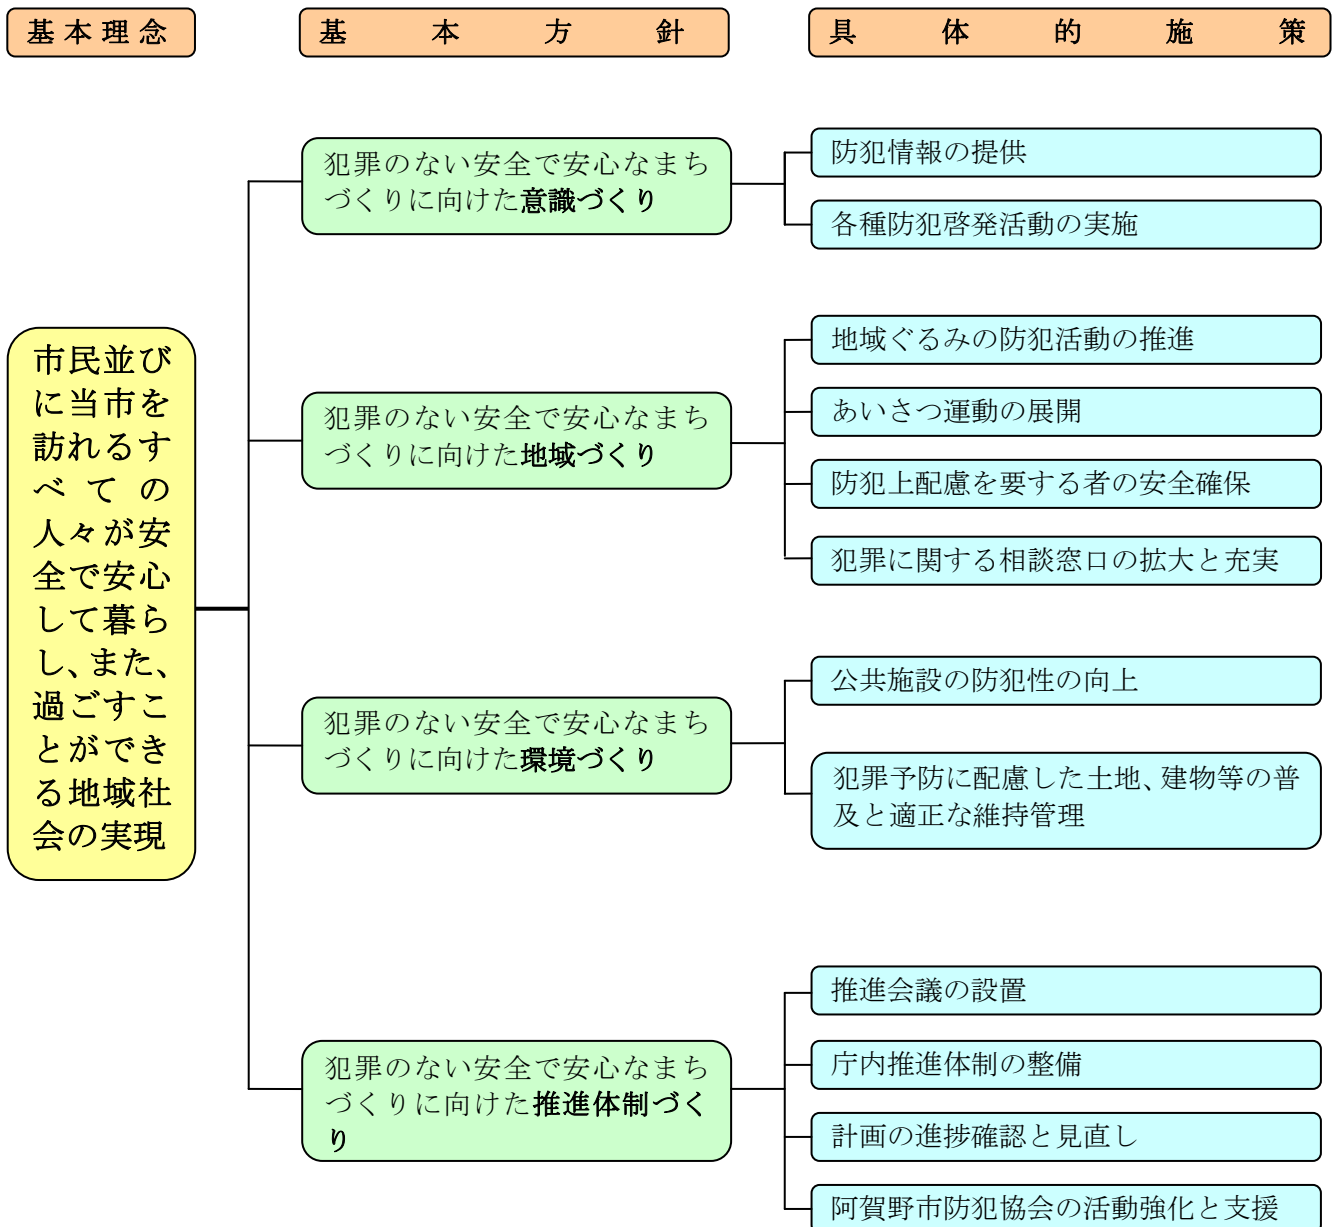 基本理念
基本方針
具体的施策
市民並び
に当市を
訪れるす
べての
人々が安
全で安心
して暮ら
し、また、
過ごすこ
とができ
る地域社
会の実現
犯罪のない安全で安心なまち
づくりに向けた意識づくり
防犯情報の提供
各種防犯啓発活動の実施
犯罪のない安全で安心なまち
づくりに向けた地域づくり
地域ぐるみの防犯活動の推進
あいさつ運動の展開
防犯上配慮を要する者の安全確保
犯罪に関する相談窓口の拡大と充実
犯罪のない安全で安心なまち
づくりに向けた環境づくり
公共施設の防犯性の向上
犯罪予防に配慮した土地、建物等の普
及と適正な維持管理
犯罪のない安全で安心なまち
づくりに向けた推進体制づく
り
推進会議の設置
庁内推進体制の整備
計画の進捗確認と見直し
阿賀野市防犯協会の活動強化と支援